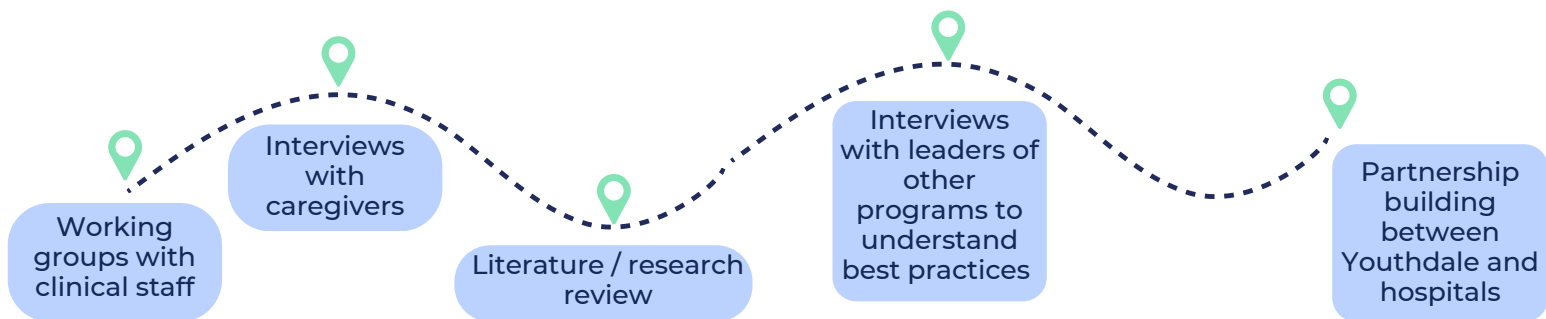 Working
groups with
clinical staff
Interviews
with
caregivers
Literature / research
review
Interviews
with leaders of
other
programs to
understand
best practices
Partnership
building
between
Youthdale and
hospitals